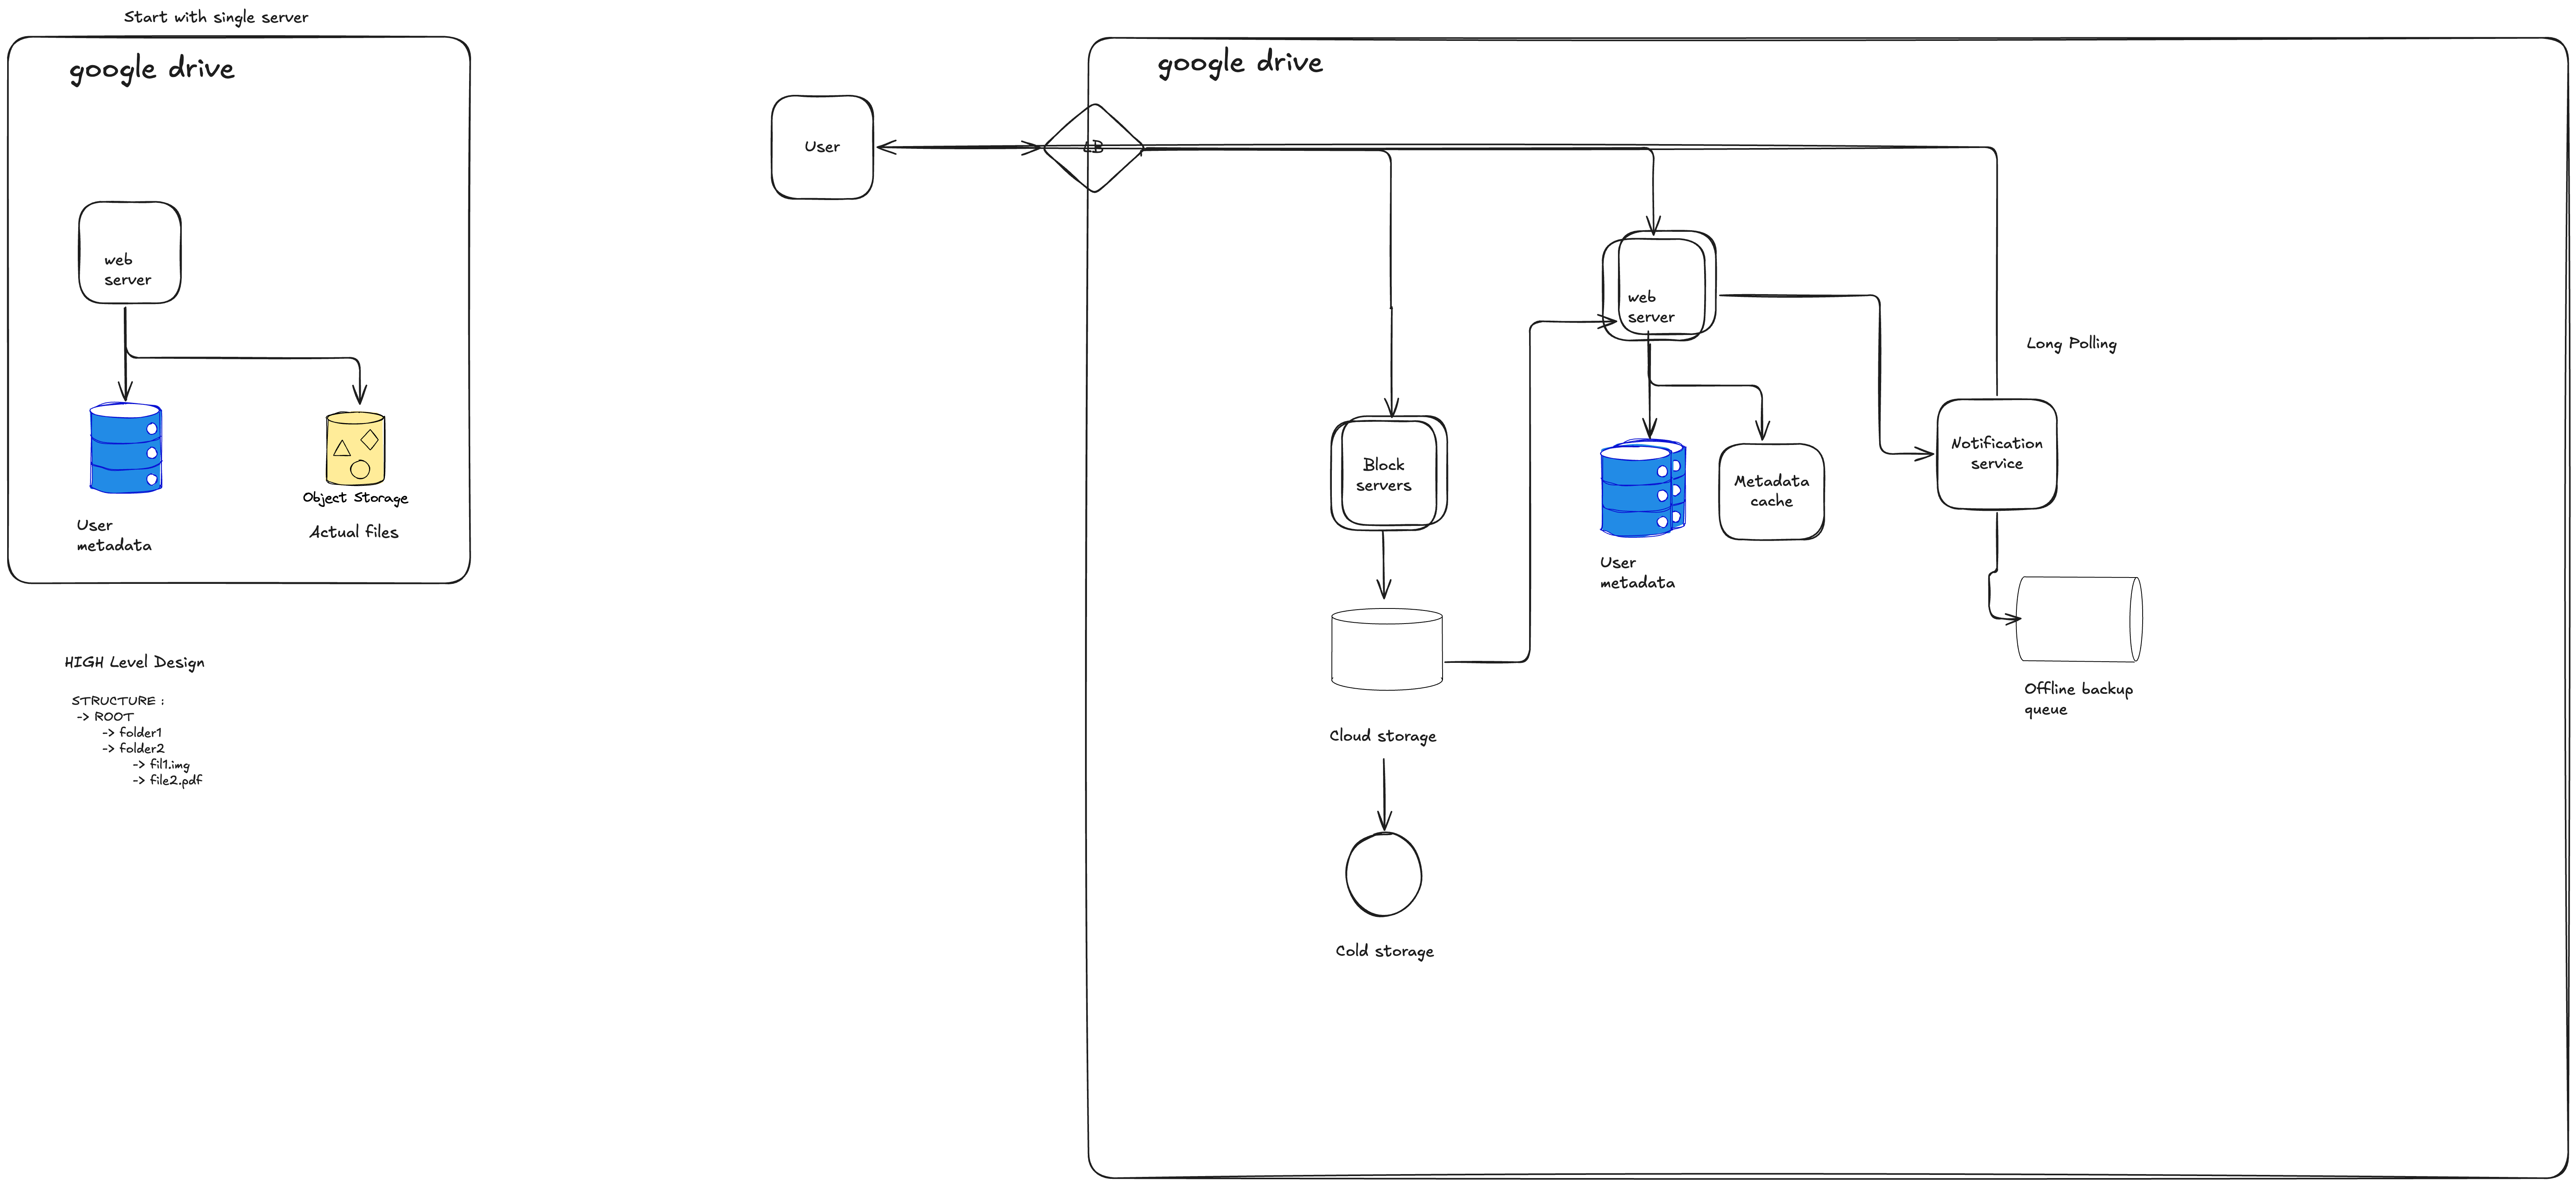 Start with single server
google drive
web
server
Object Storage
User
metadata
Actual files
HIGH Level Design
STRUCTURE :
-> ROOT
-> folder1
-> folder2
-> fil1.img
-> file2.pdf
google drive
User
LB
web
server
Long Polling
Block
servers
Metadata
cache
Notification
service
User
metadata
Offline backup
queue
Cloud storage
Cold storage